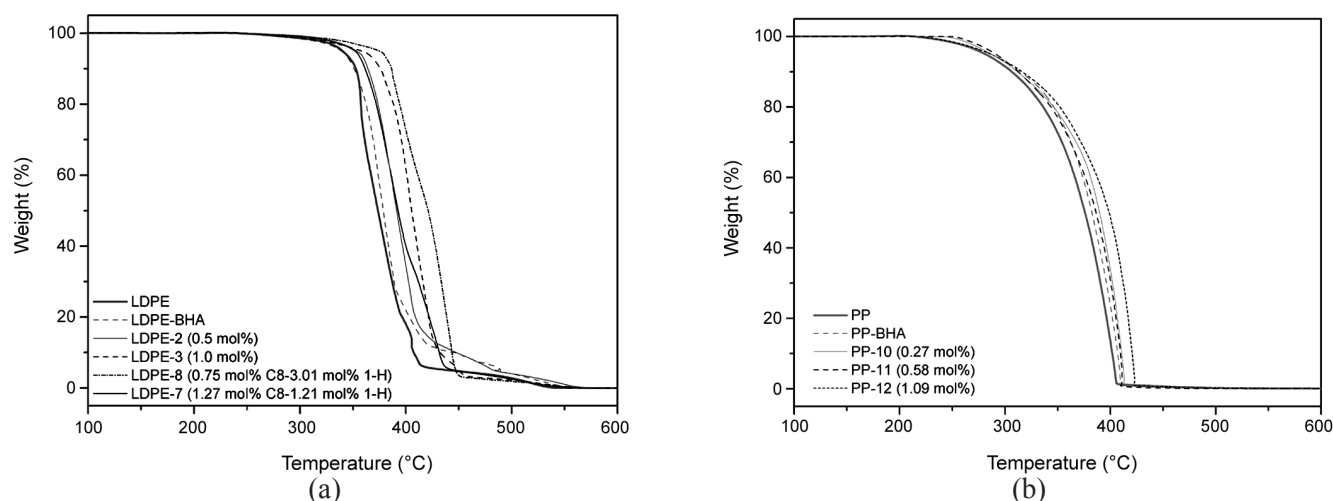 100
80
60
40
20
0
Weight (%)
LDPE
LDPE-BHA
LDPE-2 (0.5 mol%)
LDPE-3 (1.0 mol%)
LDPE-8 (0.75 mol% C8-3.01 mol% 1-H)
LDPE-7 (1.27 mol% C8-1.21 mol% 1-H)
100 200 300 400 500 600
Temperature (°C)
(a)
100
80
60
40
20
0
Weight (%)
PP
PP-BHA
PP-10 (0.27 mol%)
PP-11 (0.58 mol%)
PP-12 (1.09 mol%)
100 200 300 400 500 600
Temperature (°C)
(b)